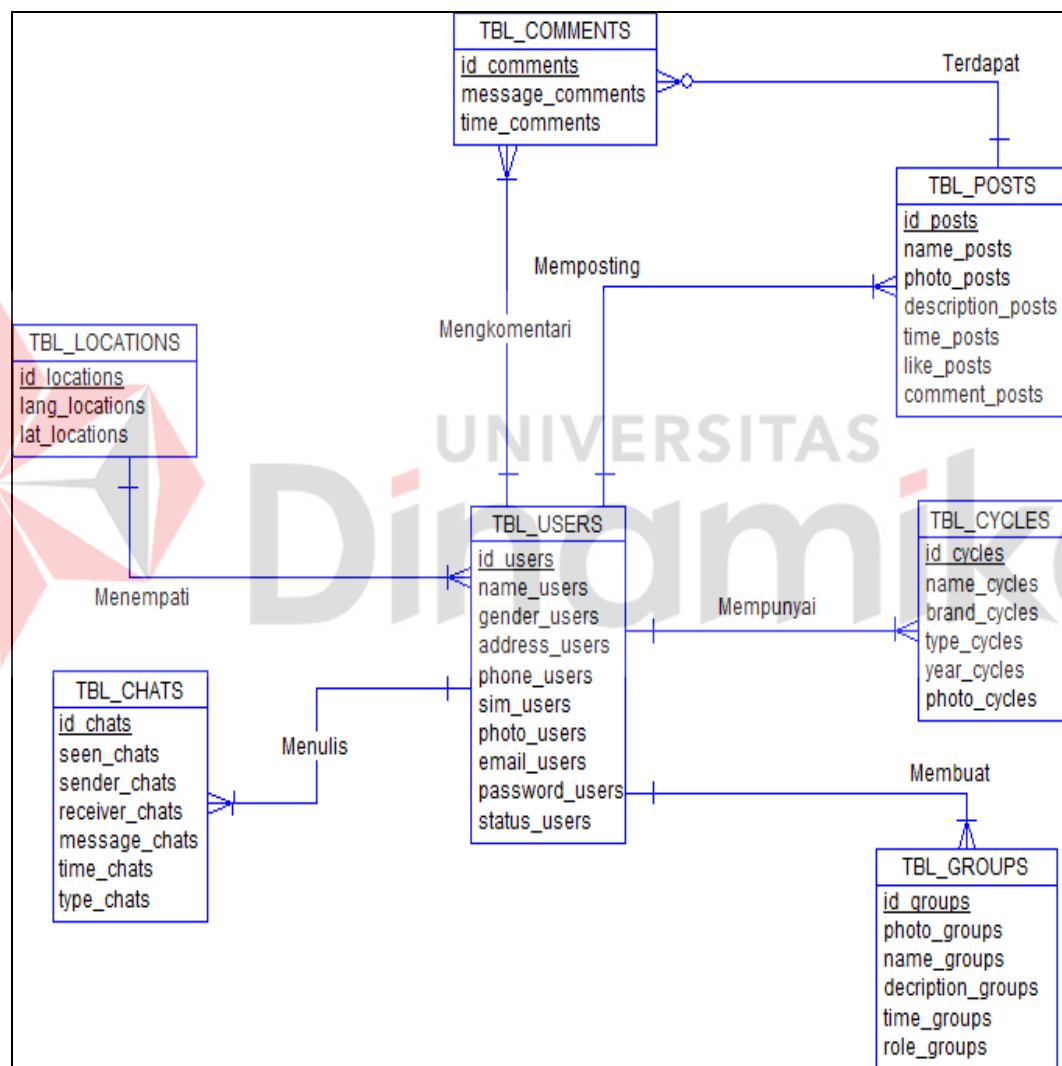 TBL_COMMENTS
id_comments
message_comments
time_comments
Terdapat
TBL_POSTS
id_posts
name_posts
photo_posts
description_posts
time_posts
like_posts
comment_posts
Memposting
Mengkomentari
TBL_LOCATIONS
id_locations
lang_locations
lat_locations
UNIVERSITAS
Dinamika
TBL_USERS
id_users
name_users
gender_users
address_users
phone_users
sim_users
photo_users
email_users
password_users
status_users
TBL_CYCLES
id_cycles
name_cycles
brand_cycles
type_cycles
year_cycles
photo_cycles
Mempunyai
Menempati
TBL_CHATS
id_chats
seen_chats
sender_chats
receiver_chats
message_chats
time_chats
type_chats
Menulis
Membuat
TBL_GROUPS
id_groups
photo_groups
name_groups
decription_groups
time_groups
role_groups